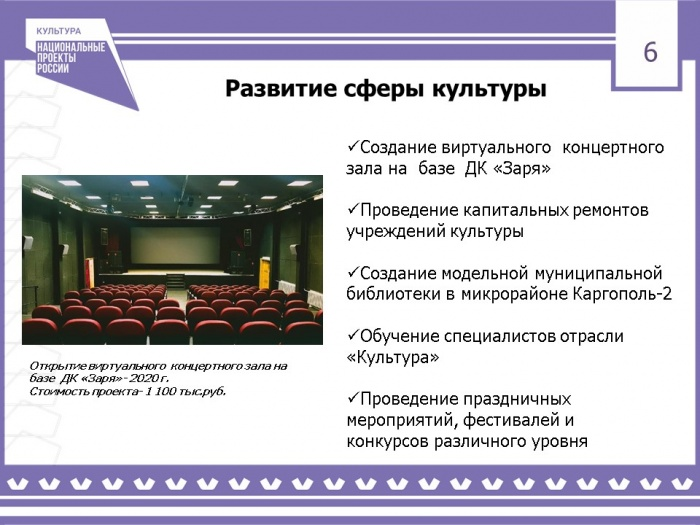 КУЛЬТУРА
НАЦИОНАЛЬНЫЕ
ПРОЕКТЫ
РОССИИ
6
Развитие сферы культуры
✓Создание виртуального концертного
зала на базе ДК «Заря»
✓Проведение капитальных ремонтов
учреждений культуры
✓Создание модельной муниципальной
библиотеки в микрорайоне Каргополь-2
✓Обучение специалистов отрасли
«Культура»
✓Проведение праздничных
мероприятий, фестивалей и
конкурсов различного уровня
Открытие виртуального концертного зала на
базе ДК «Заря»- 2020 г.
Стоимость проекта- 1 100 тыс.руб.